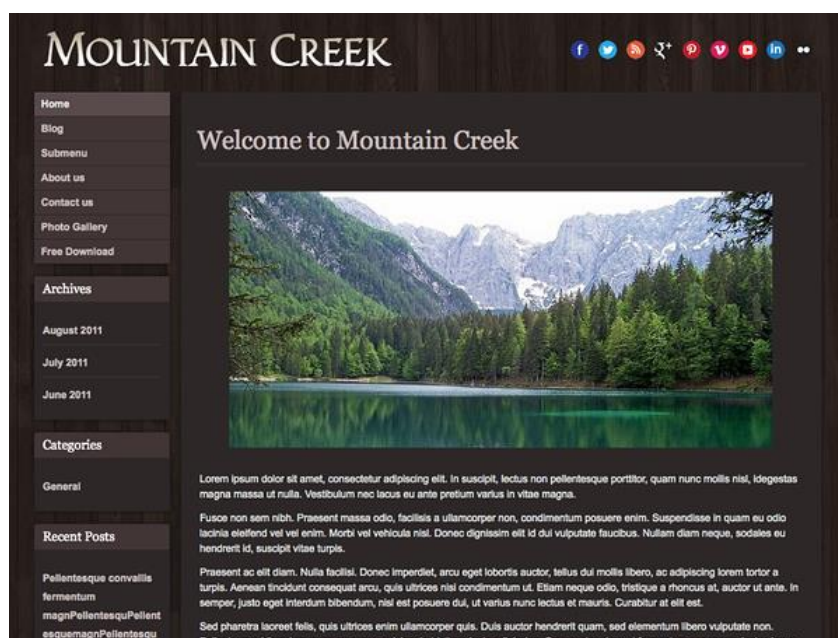 MOUNTAIN CREEK
Home
Blog
Submenu
About us
Contact us
Photo Gallery
Free Download
Archives
August 2011
July 2011
June 2011
Categories
General
Recent Posts
Pellentesque convallis
fermentum
magnPellentesquPellent
esquemagnPellentesqu
Welcome to Mountain Creek
Lorem ipsum dolor sit amet, consectetur adipiscing elit. In suscipit, lectus non pellentesque porttitor, quam nunc mollis nisl, idegestas
magna massa ut nulla. Vestibulum nec lacus eu ante pretium varius in vitae magna.
Fusce non sem nibh. Praesent massa odio, facilisis a ullamcorper non, condimentum posuere enim. Suspendisse in quam eu odio
lacinia eleifend vel vel enim. Morbi vel vehicula nisl. Donec dignissim elit id dui vulputate faucibus. Nullam diam neque, sodales eu
hendrerit id, suscipit vitae turpis.
Praesent ac elit diam. Nulla facilisi. Donec imperdiet, arcu eget lobortis auctor, tellus dui mollis libero, ac adipiscing lorem tortor a
turpis. Aenean tincidunt consequat arcu, quis ultrices nisi condimentum ut. Etiam neque odio, tristique a rhoncus at, auctor ut ante. In
semper, justo eget interdum bibendum, nisl est posuere dui, ut varius nunc lectus et mauris. Curabitur at elit est.
Sed pharetra laoreet felis, quis ultrices enim ullamcorper quis. Duis auctor hendrerit quam, sed elementum libero vulputate non.